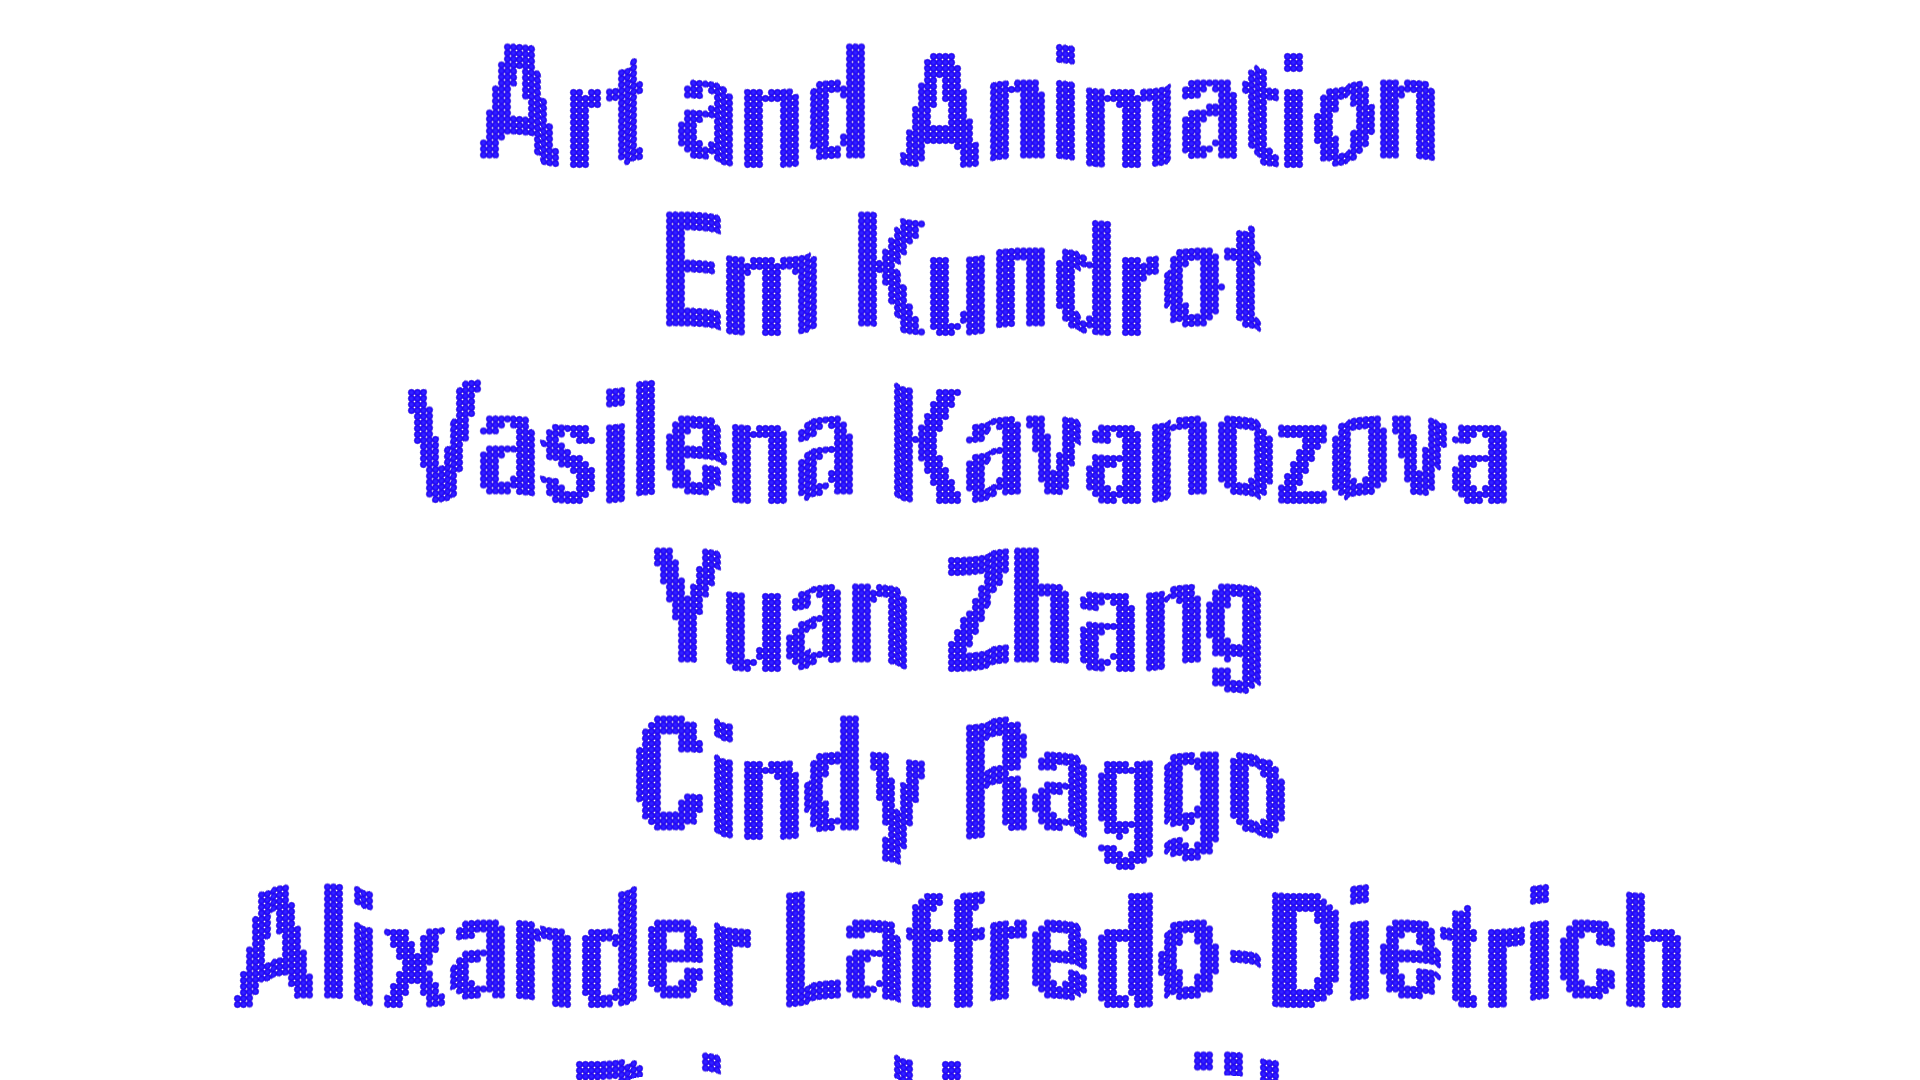 Art and Animation
Em Kundrot
Vasilena Kavanozova
Yuan Zhang
Cindy Raggo
Alixander Laffredo-Dietrich